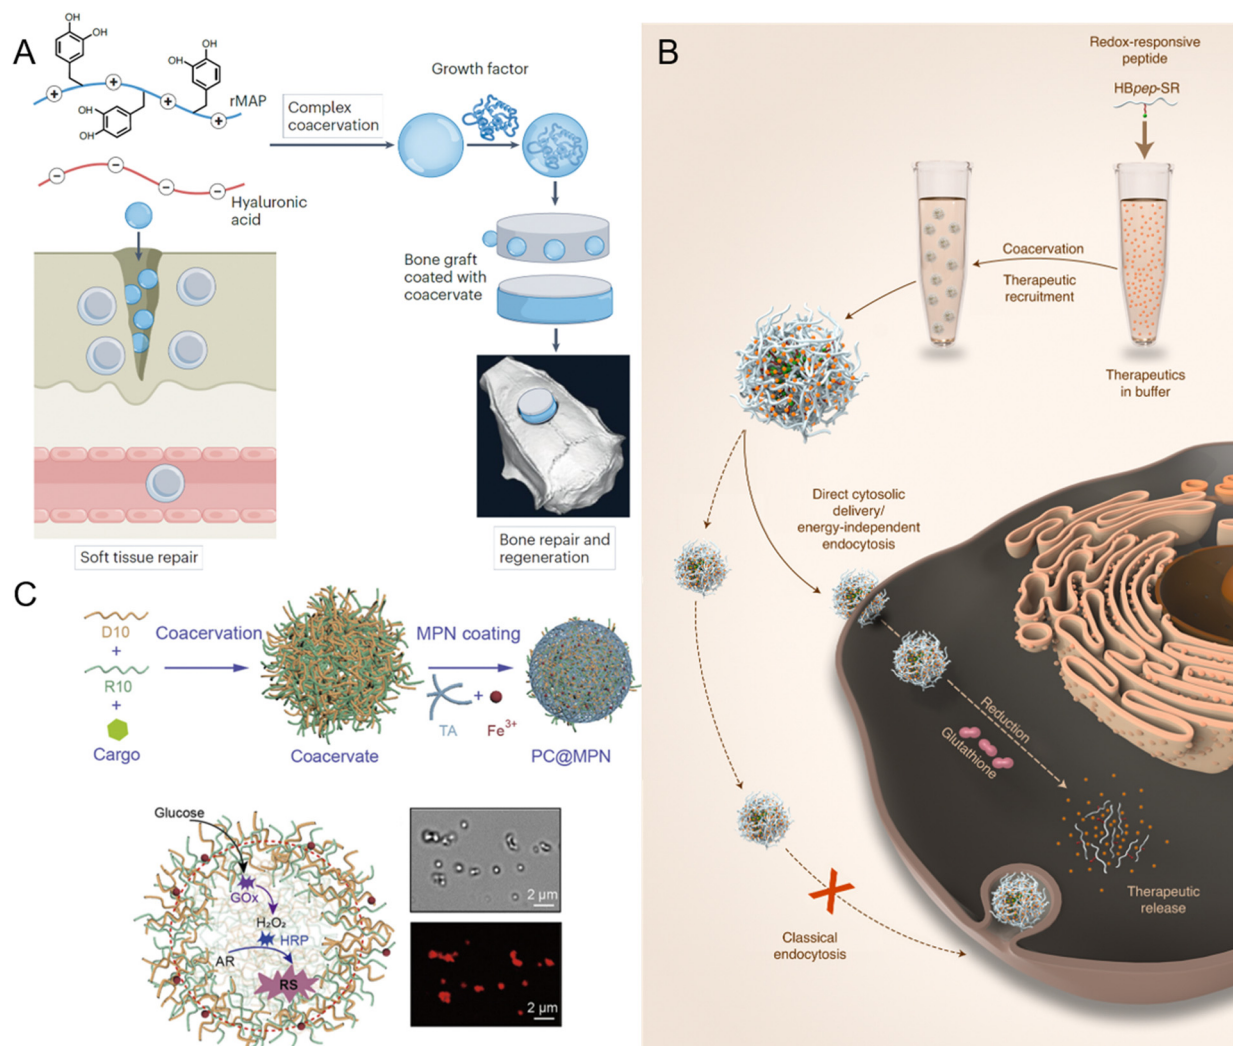 A
OH
OH
OH
OH
OH
OH
+
+
+
+
rMAP
−
−
−
−
Hyaluronic
acid
Complex
coacervation
Growth factor
Bone graft
coated with
coacervate
Soft tissue repair
Bone repair and
regeneration
B
Redox-responsive
peptide
HBpep-SR
Coacervation
Therapeutic
recruitment
Therapeutics
in buffer
Direct cytosolic
delivery/
energy-independent
endocytosis
Reduction
Glutathione
Therapeutic
release
Classical
endocytosis
C
D10
+
R10
+
Cargo
Coacervation
Coacervate
MPN coating
TA
+
Fe³⁺
PC@MPN
Glucose
GOx
H₂O₂
HRP
AR
RS
2 μm
2 μm